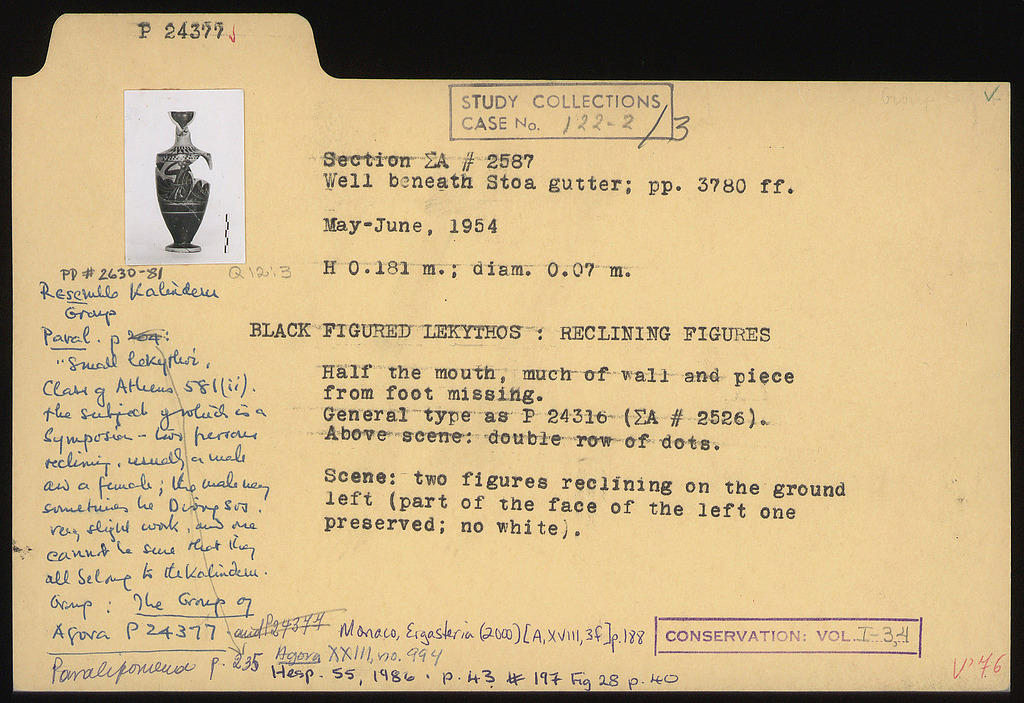 P 24377
STUDY COLLECTIONS
CASE No. 122-2/3
Section ΣA # 2587
Well beneath Stoa gutter; pp. 3780 ff.
May-June, 1954
H 0.181 m.; diam. 0.07 m.
BLACK FIGURED LEKYTHOS : RECLINING FIGURES
Half the mouth, much of wall and piece
from foot missing.
General type as P 24316 (ΣA # 2526).
Above scene: double row of dots.
Scene: two figures reclining on the ground
left (part of the face of the left one
preserved; no white).
PD # 2630-81
Q 12:3
Resembles Kalinderu
Group
Paral. p 204:
"Small lekythoi,
Class of Athens 581(ii).
the subject of which is a
Symposion - two persons
reclining, usually a male
and a female; the male may
sometimes be Dionysos.
very slight work, and one
cannot be sure that they
all belong to the Kalinderu.
Group: The Group of
Agora P 24377 and P 24377
Paralipomena p. 235
Monaco, Ergasteria (2000) [A, XVIII, 3f] p. 188
Agora XXIII, no. 994
Hesp. 55, 1986. p. 43 # 197 Fig 28 p. 40
CONSERVATION: VOL. I-3,4
V'76